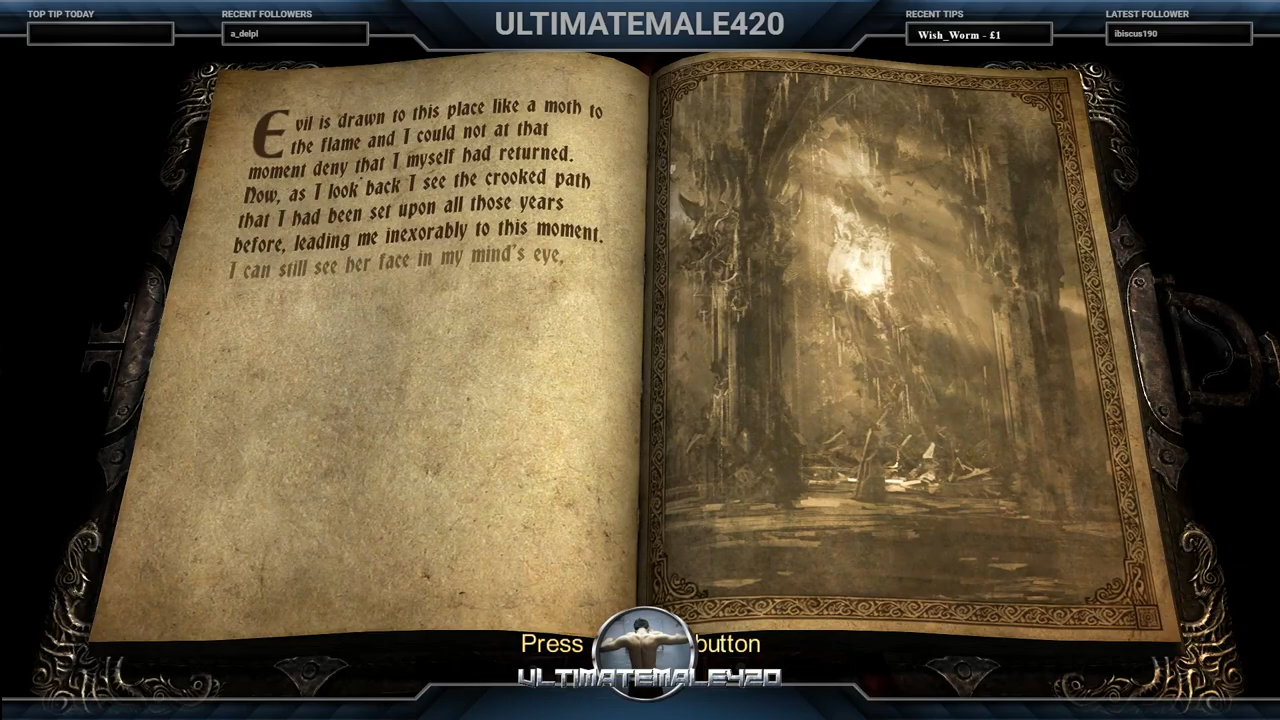 TOP TIP TODAY
RECENT FOLLOWERS
a_delpl
ULTIMATEMALE420
RECENT TIPS
Wish_Worm - £1
LATEST FOLLOWER
ibiscus190
Evil is drawn to this place like a moth to
the flame and I could not at that
moment deny that I myself had returned.
Now, as I look back I see the crooked path
that I had been set upon all those years
before, leading me inexorably to this moment.
I can still see her face in my mind's eye,
Press button
ULTIMATEMALE420